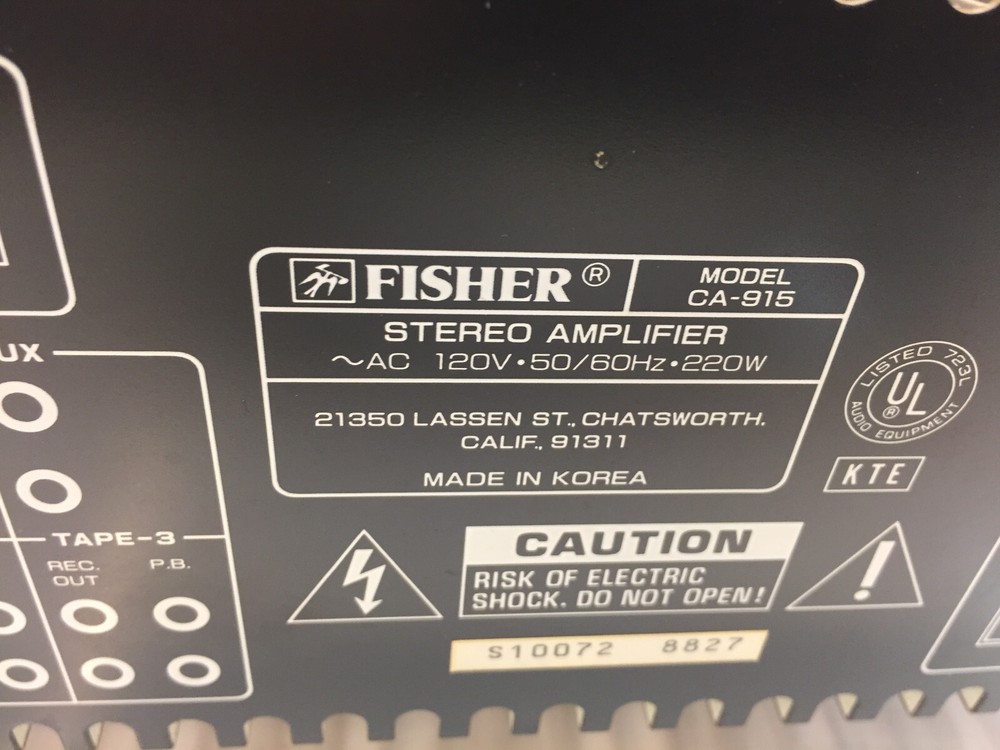 FISHER ®
MODEL
CA-915
STEREO AMPLIFIER
~AC 120V•50/60Hz•220W
21350 LASSEN ST., CHATSWORTH,
CALIF., 91311
MADE IN KOREA
LISTED 723L
UL ®
AUDIO EQUIPMENT
KTE
UX
TAPE-3
REC. P.B.
OUT
CAUTION
RISK OF ELECTRIC
SHOCK. DO NOT OPEN!
S10072 8827